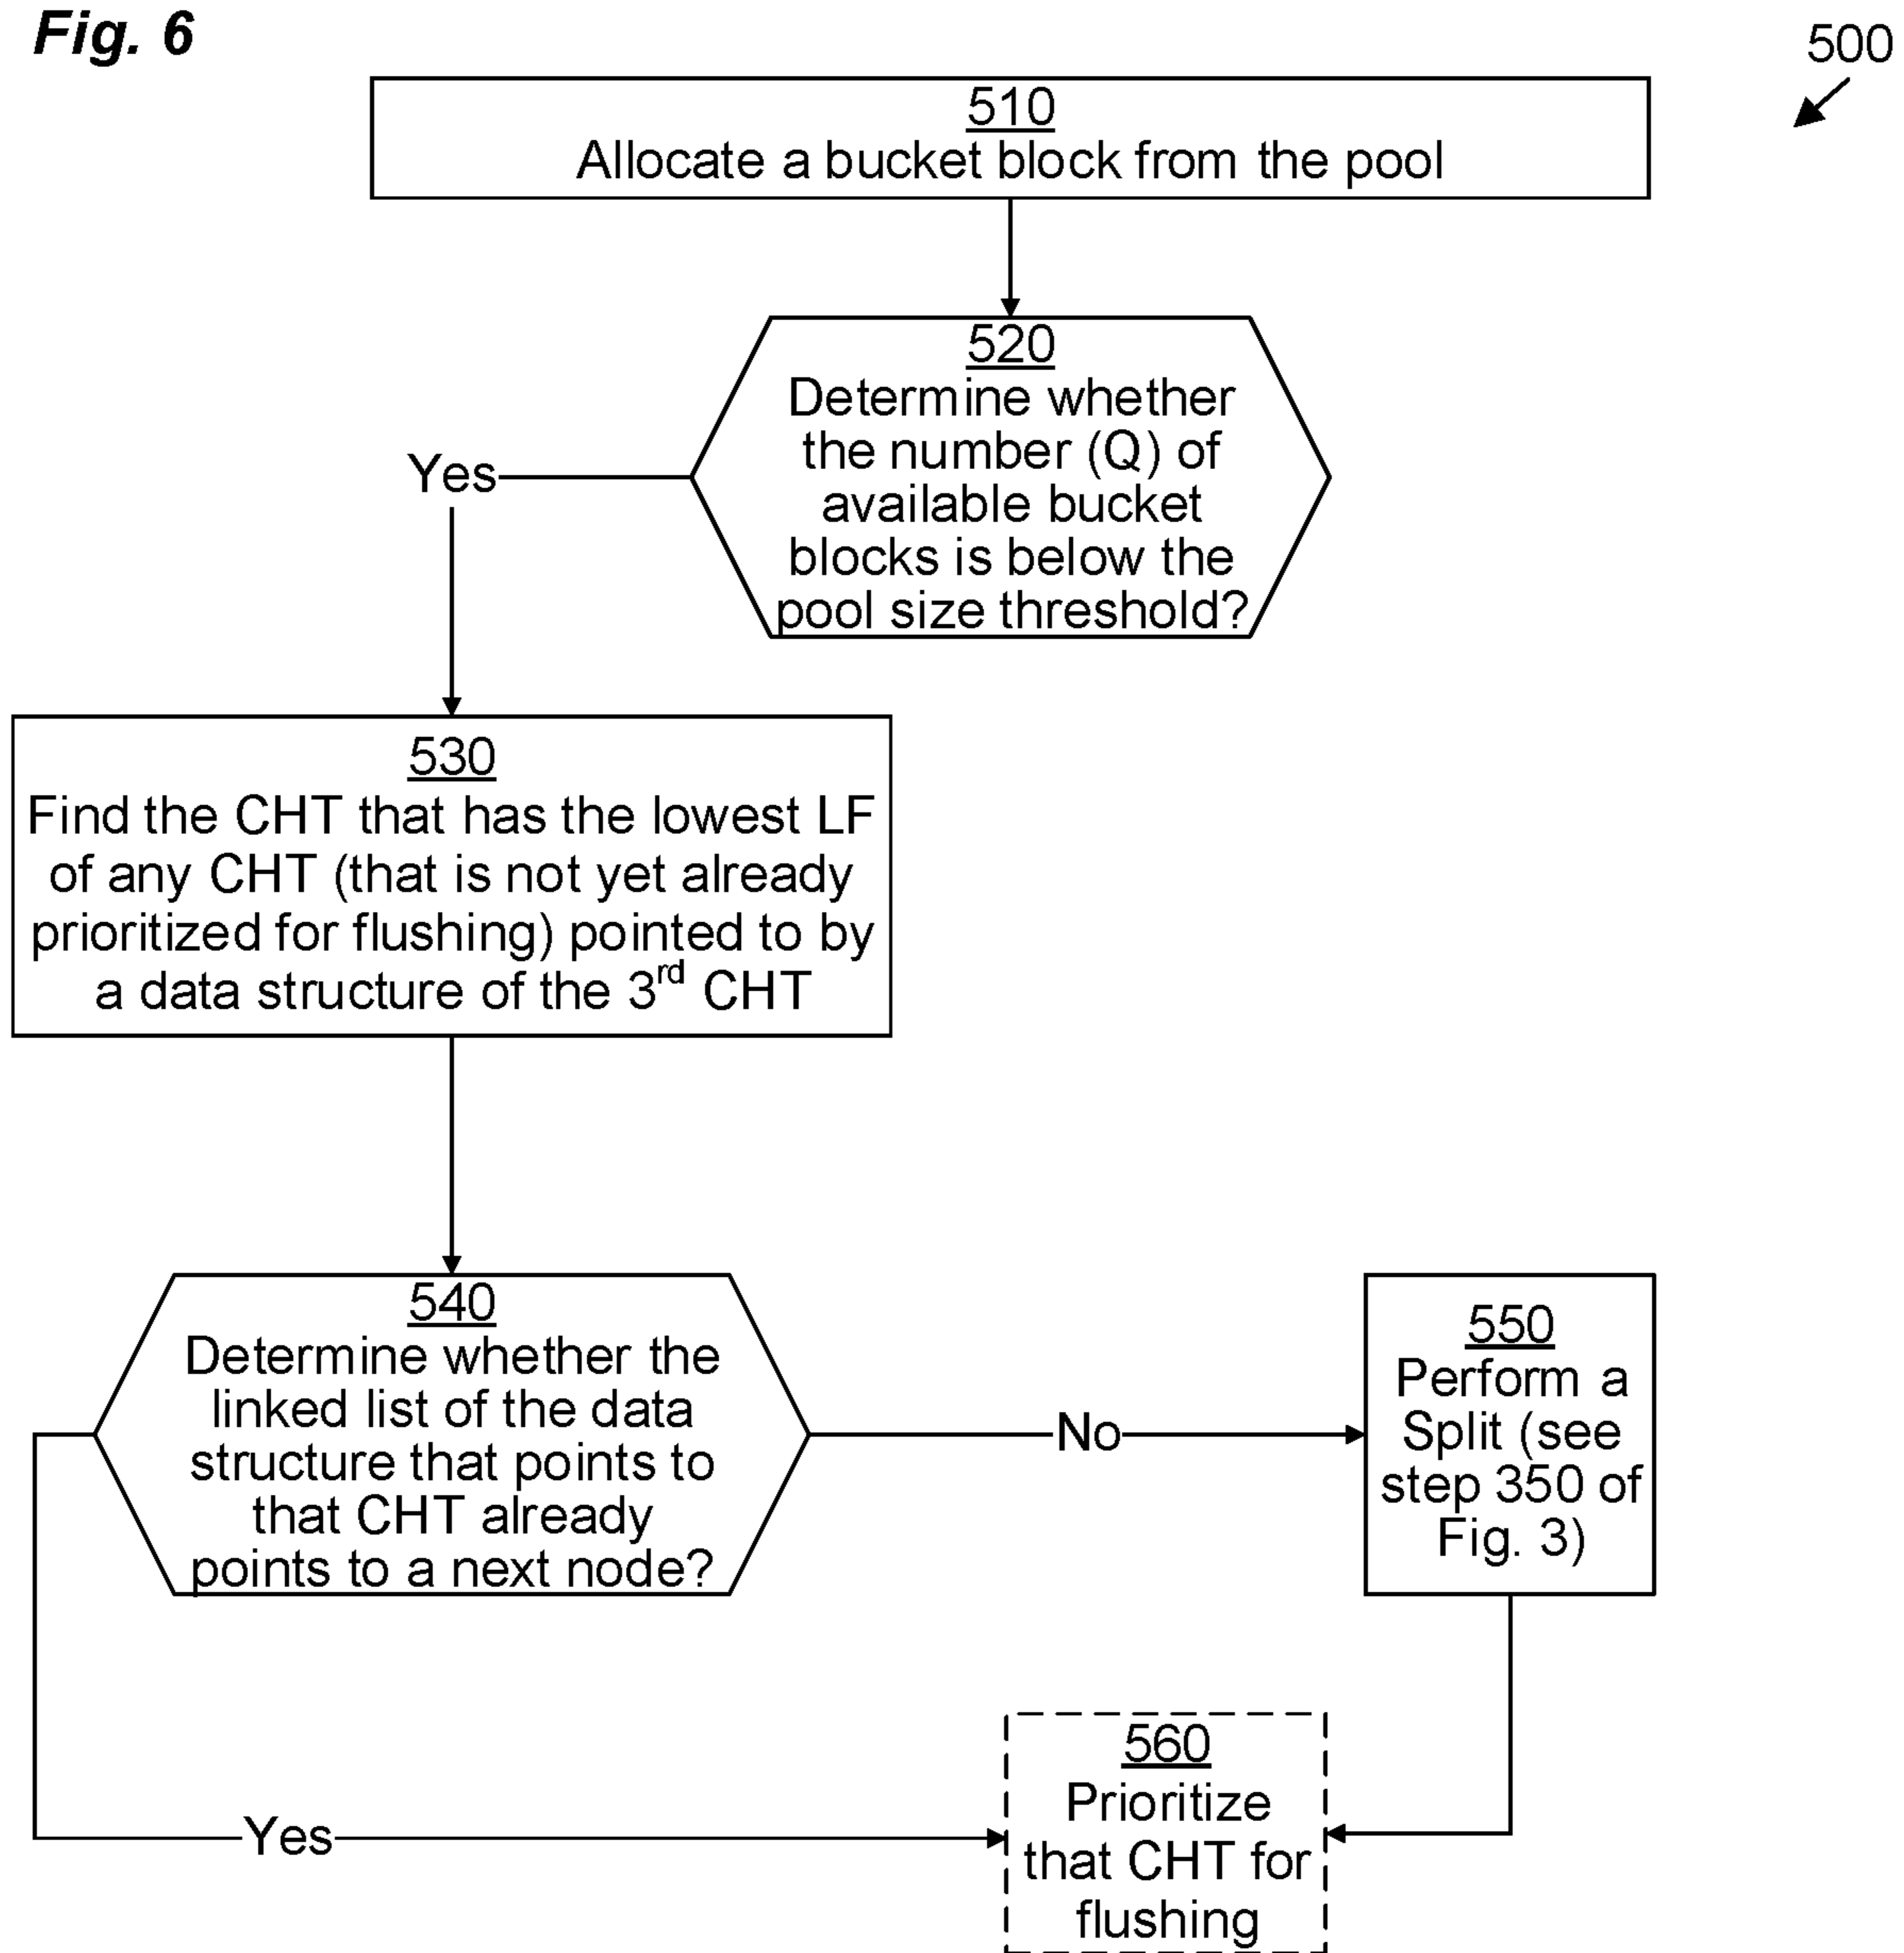 Fig. 6
500
510
Allocate a bucket block from the pool
520
Determine whether
the number (Q) of
available bucket
blocks is below the
pool size threshold?
Yes
530
Find the CHT that has the lowest LF
of any CHT (that is not yet already
prioritized for flushing) pointed to by
a data structure of the 3rd CHT
540
Determine whether the
linked list of the data
structure that points to
that CHT already
points to a next node?
No
550
Perform a
Split (see
step 350 of
Fig. 3)
Yes
560
Prioritize
that CHT for
flushing